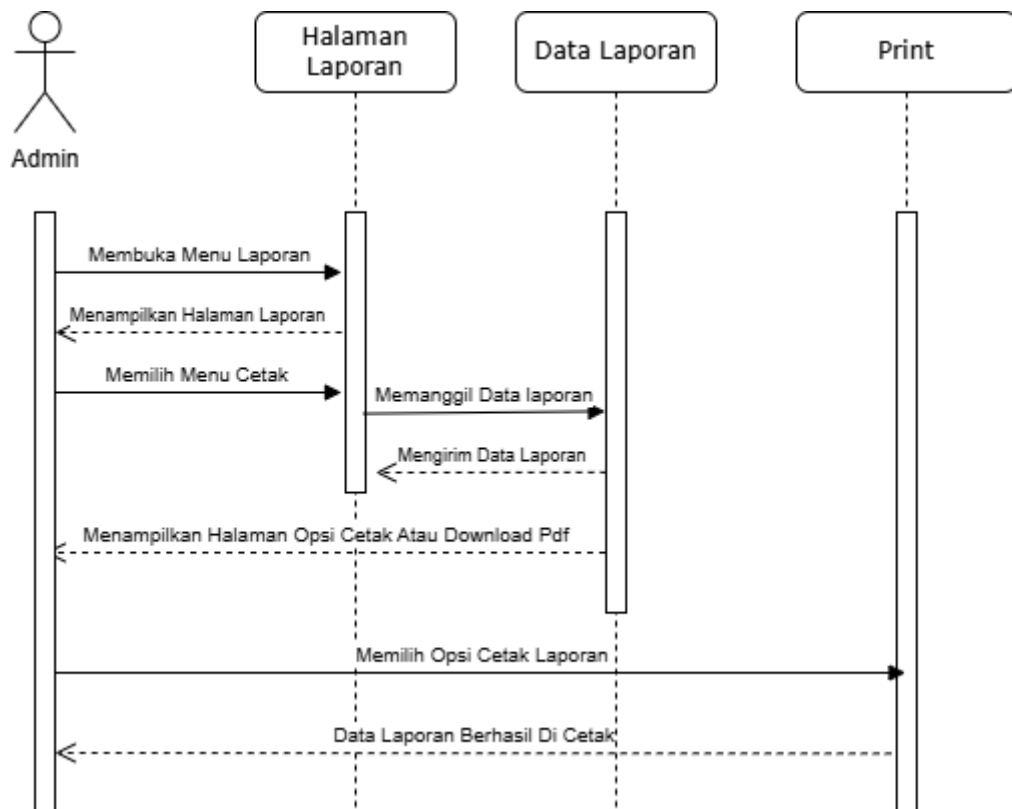 Halaman
Laporan
Data Laporan
Print
Admin
Membuka Menu Laporan
Menampilkan Halaman Laporan
Memilih Menu Cetak
Memanggil Data laporan
Mengirim Data Laporan
Menampilkan Halaman Opsi Cetak Atau Download Pdf
Memilih Opsi Cetak Laporan
Data Laporan Berhasil Di Cetak